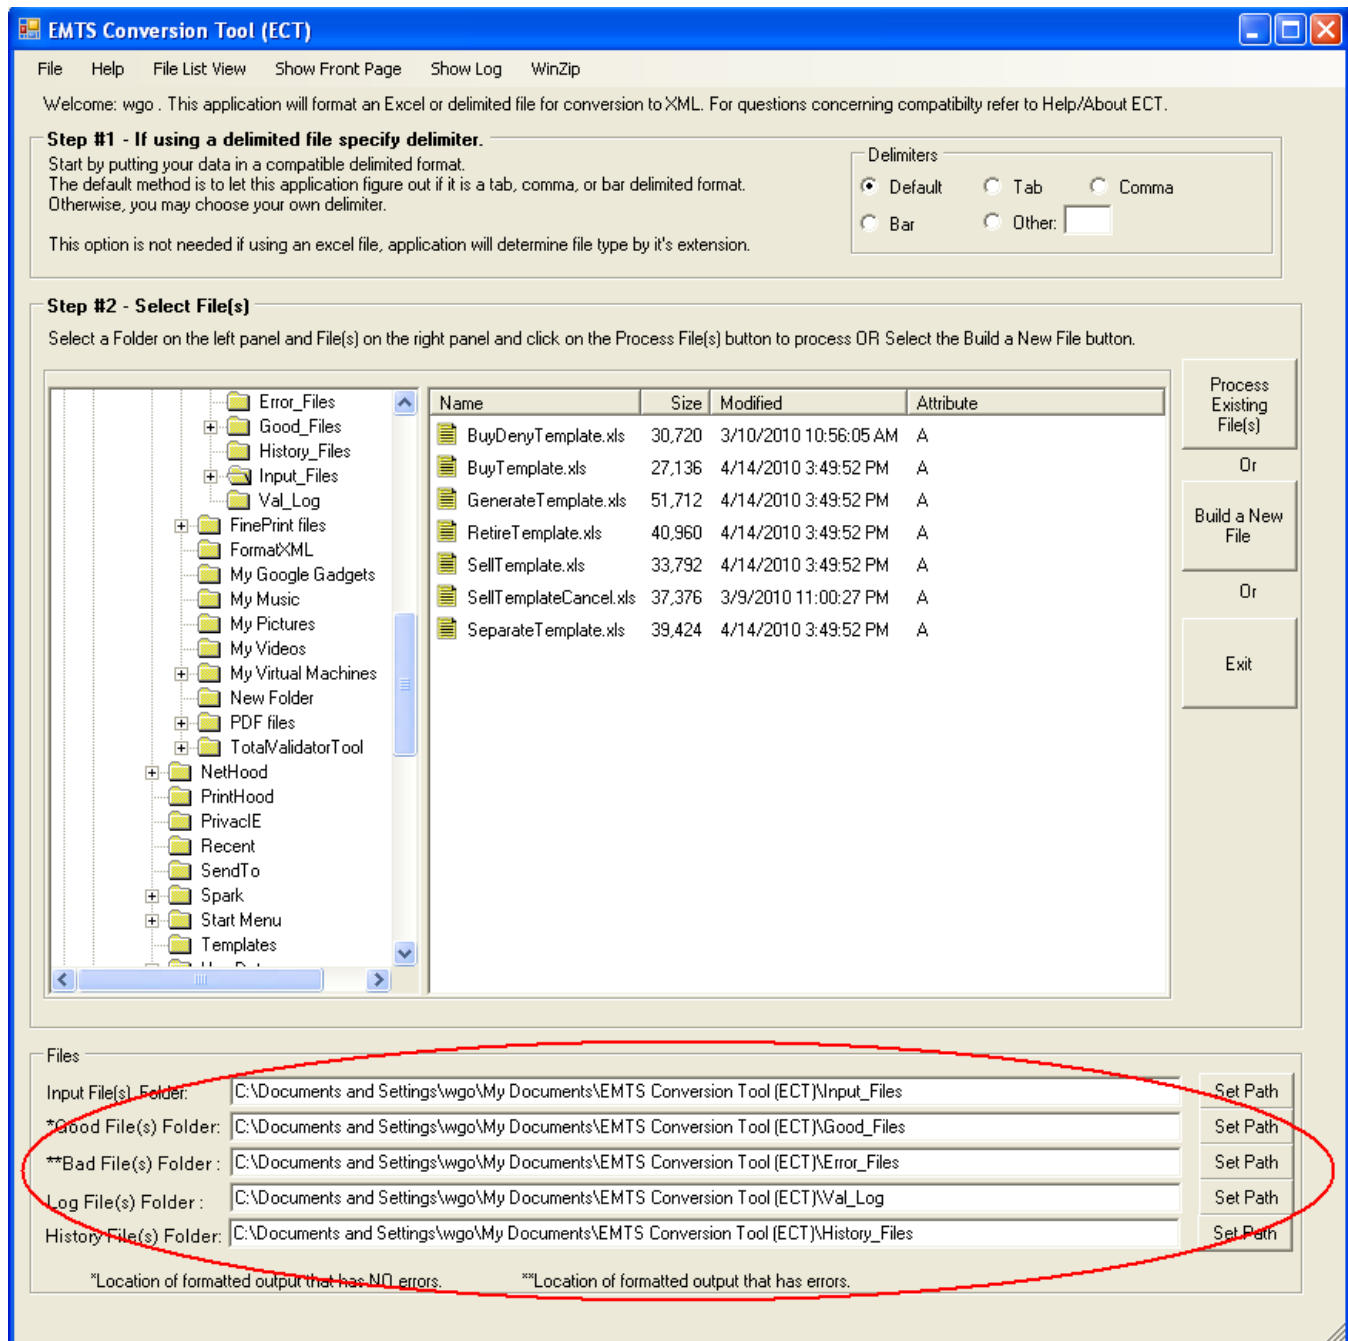 EMTS Conversion Tool (ECT)
File Help File List View Show Front Page Show Log WinZip
Welcome: wgo . This application will format an Excel or delimited file for conversion to XML. For questions concerning compatibilty refer to Help/About ECT.
Step #1 - If using a delimited file specify delimiter.
Start by putting your data in a compatible delimited format.
The default method is to let this application figure out if it is a tab, comma, or bar delimited format.
Otherwise, you may choose your own delimiter.
This option is not needed if using an excel file, application will determine file type by it's extension.
Delimiters
Default Tab Comma
Bar Other:
Step #2 - Select File(s)
Select a Folder on the left panel and File(s) on the right panel and click on the Process File(s) button to process OR Select the Build a New File button.
Error_Files
Good_Files
History_Files
Input_Files
Val_Log
FinePrint files
FormatXML
My Google Gadgets
My Music
My Pictures
My Videos
My Virtual Machines
New Folder
PDF files
TotalValidatorTool
NetHood
PrintHood
PrivacIE
Recent
SendTo
Spark
Start Menu
Templates
Name Size Modified Attribute
BuyDenyTemplate.xls 30,720 3/10/2010 10:56:05 AM A
BuyTemplate.xls 27,136 4/14/2010 3:49:52 PM A
GenerateTemplate.xls 51,712 4/14/2010 3:49:52 PM A
RetireTemplate.xls 40,960 4/14/2010 3:49:52 PM A
SellTemplate.xls 33,792 4/14/2010 3:49:52 PM A
SellTemplateCancel.xls 37,376 3/9/2010 11:00:27 PM A
SeparateTemplate.xls 39,424 4/14/2010 3:49:52 PM A
Process
Existing
File(s)
Or
Build a New
File
Or
Exit
Files
Input File(s) Folder: C:\Documents and Settings\wgo\My Documents\EMTS Conversion Tool (ECT)\Input_Files Set Path
*Good File(s) Folder: C:\Documents and Settings\wgo\My Documents\EMTS Conversion Tool (ECT)\Good_Files Set Path
**Bad File(s) Folder : C:\Documents and Settings\wgo\My Documents\EMTS Conversion Tool (ECT)\Error_Files Set Path
Log File(s) Folder : C:\Documents and Settings\wgo\My Documents\EMTS Conversion Tool (ECT)\Val_Log Set Path
History File(s) Folder: C:\Documents and Settings\wgo\My Documents\EMTS Conversion Tool (ECT)\History_Files Set Path
*Location of formatted output that has NO errors. **Location of formatted output that has errors.